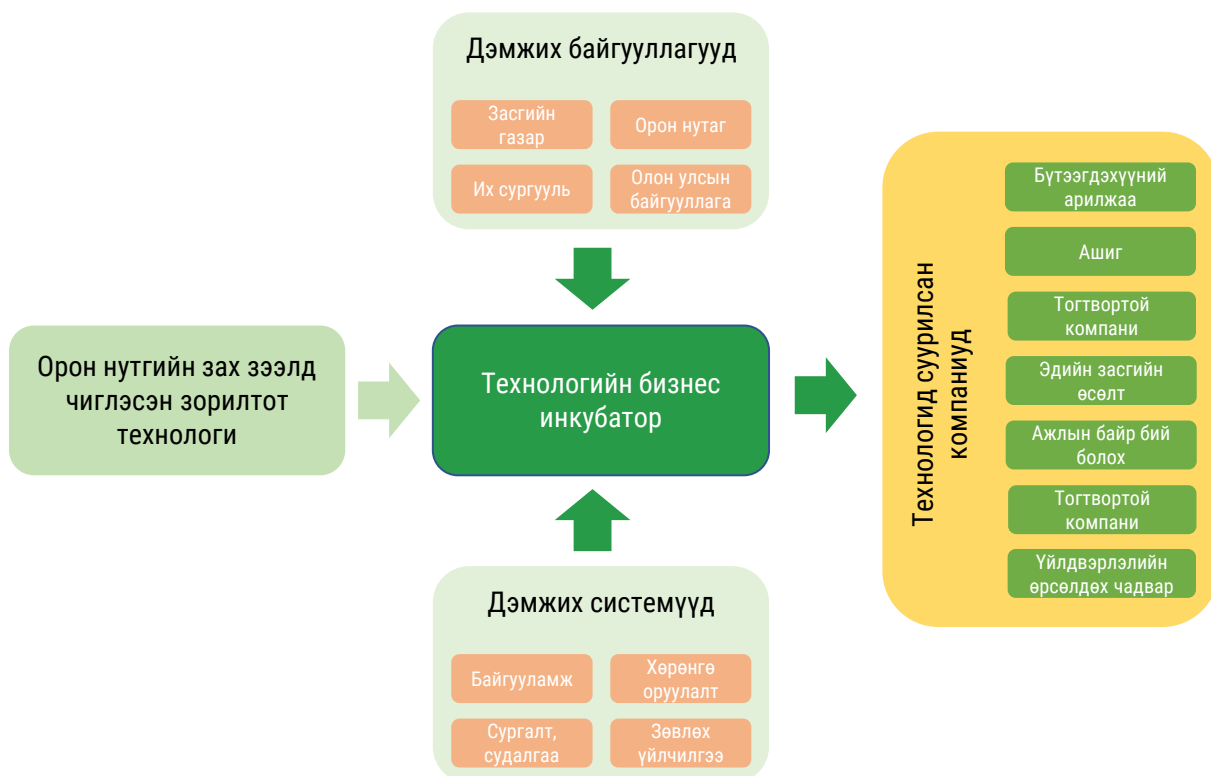 Дэмжих байгууллагууд
Засгийн
газар
Орон нутаг
Их сургууль
Олон улсын
байгууллага
Орон нутгийн зах зээлд
чиглэсэн зорилтот
технологи
Технологийн бизнес
инкубатор
Дэмжих системүүд
Байгууламж
Хөрөнгө
оруулалт
Сургалт,
судалгаа
Зөвлөх
үйлчилгээ
Технологид суурилсан
компаниуд
Бүтээгдэхүүний
арилжаа
Ашиг
Тогтвортой
компани
Эдийн засгийн
өсөлт
Ажлын байр бий
болох
Тогтвортой
компани
Үйлдвэрлэлийн
өрсөлдөх чадвар